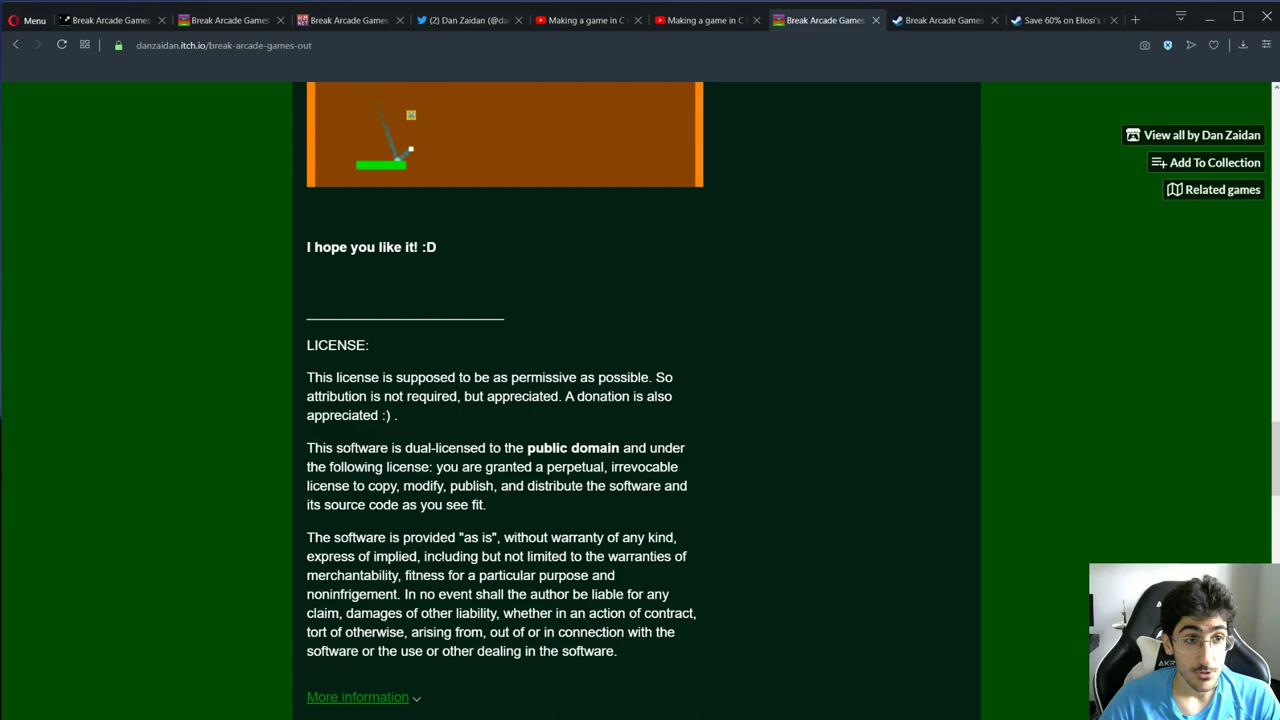 Menu
Break Arcade Games
Break Arcade Games
Break Arcade Games
(2) Dan Zaidan (@da
Making a game in C
Making a game in C
Break Arcade Games
Break Arcade Games
Save 60% on Eliosi's
danzaidan.itch.io/break-arcade-games-out
View all by Dan Zaidan
Add To Collection
Related games
I hope you like it! :D
LICENSE:
This license is supposed to be as permissive as possible. So
attribution is not required, but appreciated. A donation is also
appreciated :) .
This software is dual-licensed to the public domain and under
the following license: you are granted a perpetual, irrevocable
license to copy, modify, publish, and distribute the software and
its source code as you see fit.
The software is provided "as is", without warranty of any kind,
express of implied, including but not limited to the warranties of
merchantability, fitness for a particular purpose and
noninfrigement. In no event shall the author be liable for any
claim, damages of other liability, whether in an action of contract,
tort of otherwise, arising from, out of or in connection with the
software or the use or other dealing in the software.
More information